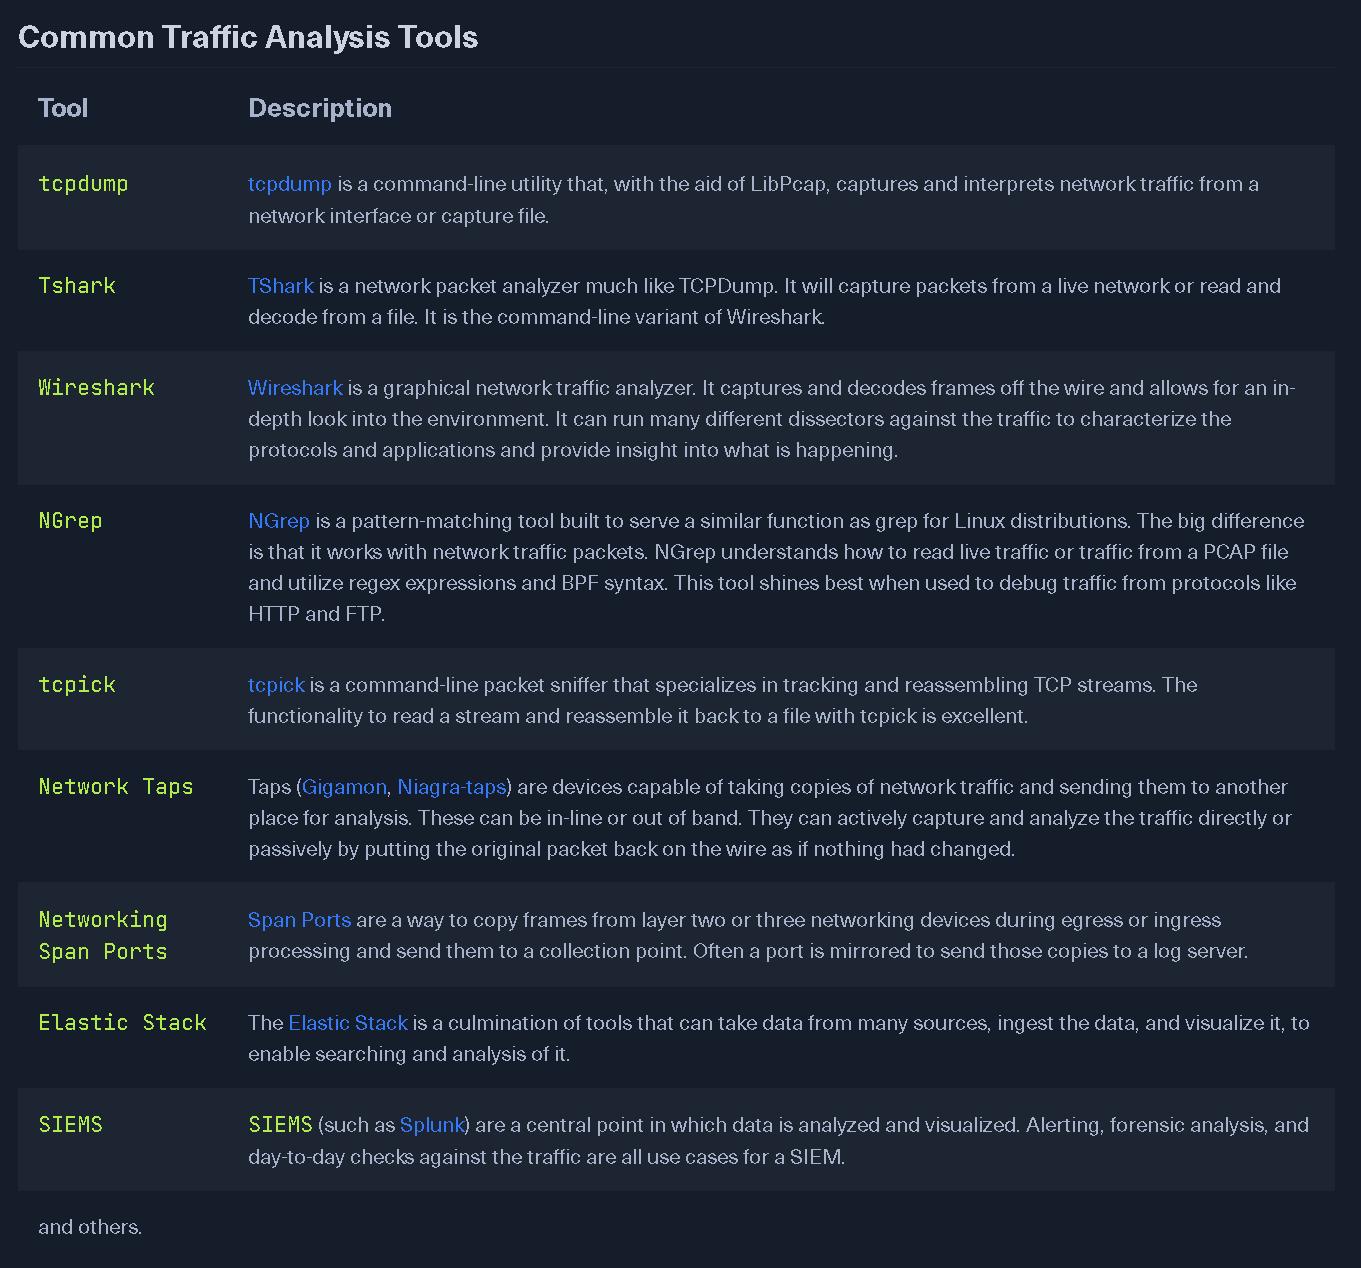 Common Traffic Analysis Tools
Tool Description
tcpdump tcpdump is a command-line utility that, with the aid of LibPcap, captures and interprets network traffic from a
network interface or capture file.
Tshark TShark is a network packet analyzer much like TCPDump. It will capture packets from a live network or read and
decode from a file. It is the command-line variant of Wireshark.
Wireshark Wireshark is a graphical network traffic analyzer. It captures and decodes frames off the wire and allows for an in-
depth look into the environment. It can run many different dissectors against the traffic to characterize the
protocols and applications and provide insight into what is happening.
NGrep NGrep is a pattern-matching tool built to serve a similar function as grep for Linux distributions. The big difference
is that it works with network traffic packets. NGrep understands how to read live traffic or traffic from a PCAP file
and utilize regex expressions and BPF syntax. This tool shines best when used to debug traffic from protocols like
HTTP and FTP.
tcpick tcpick is a command-line packet sniffer that specializes in tracking and reassembling TCP streams. The
functionality to read a stream and reassemble it back to a file with tcpick is excellent.
Network Taps Taps (Gigamon, Niagra-taps) are devices capable of taking copies of network traffic and sending them to another
place for analysis. These can be in-line or out of band. They can actively capture and analyze the traffic directly or
passively by putting the original packet back on the wire as if nothing had changed.
Networking Span Ports are a way to copy frames from layer two or three networking devices during egress or ingress
Span Ports processing and send them to a collection point. Often a port is mirrored to send those copies to a log server.
Elastic Stack The Elastic Stack is a culmination of tools that can take data from many sources, ingest the data, and visualize it, to
enable searching and analysis of it.
SIEMS SIEMS (such as Splunk) are a central point in which data is analyzed and visualized. Alerting, forensic analysis, and
day-to-day checks against the traffic are all use cases for a SIEM.
and others.